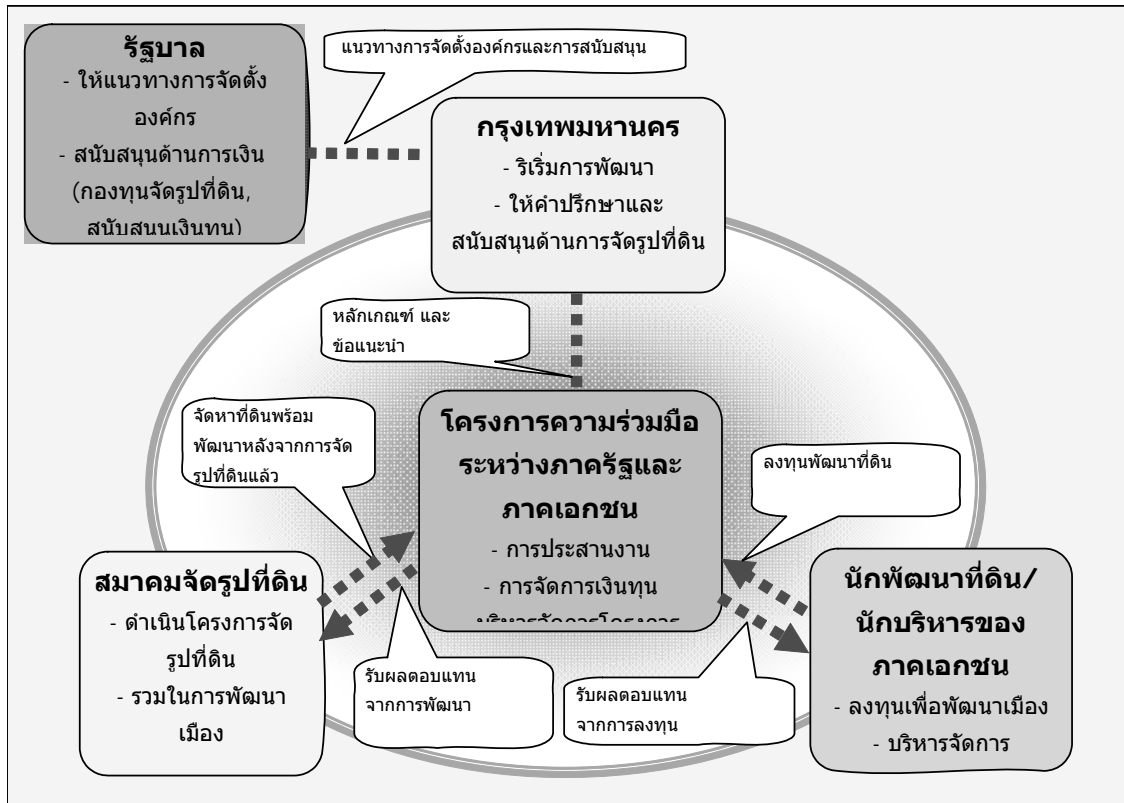 รัฐบาล
- ให้แนวทางการจัดตั้ง
องค์กร
- สนับสนุนด้านการเงิน
(กองทุนจัดรูปที่ดิน,
สนับสนุนเงินทุน)
แนวทางการจัดตั้งองค์กรและการสนับสนุน
กรุงเทพมหานคร
- ริเริ่มการพัฒนา
- ให้คำปรึกษาและ
สนับสนุนด้านการจัดรูปที่ดิน
หลักเกณฑ์ และ
ข้อแนะนำ
จัดหาที่ดินพร้อม
พัฒนาหลังจากการจัด
รูปที่ดินแล้ว
โครงการความร่วมมือ
ระหว่างภาครัฐและ
ภาคเอกชน
- การประสานงาน
- การจัดการเงินทุน
บริหารจัดการโครงการ
ลงทุนพัฒนาที่ดิน
สมาคมจัดรูปที่ดิน
- ดำเนินโครงการจัด
รูปที่ดิน
- รวมในการพัฒนา
เมือง
รับผลตอบแทน
จากการพัฒนา
รับผลตอบแทน
จากการลงทุน
นักพัฒนาที่ดิน/
นักบริหารของ
ภาคเอกชน
- ลงทุนเพื่อพัฒนาเมือง
- บริหารจัดการ